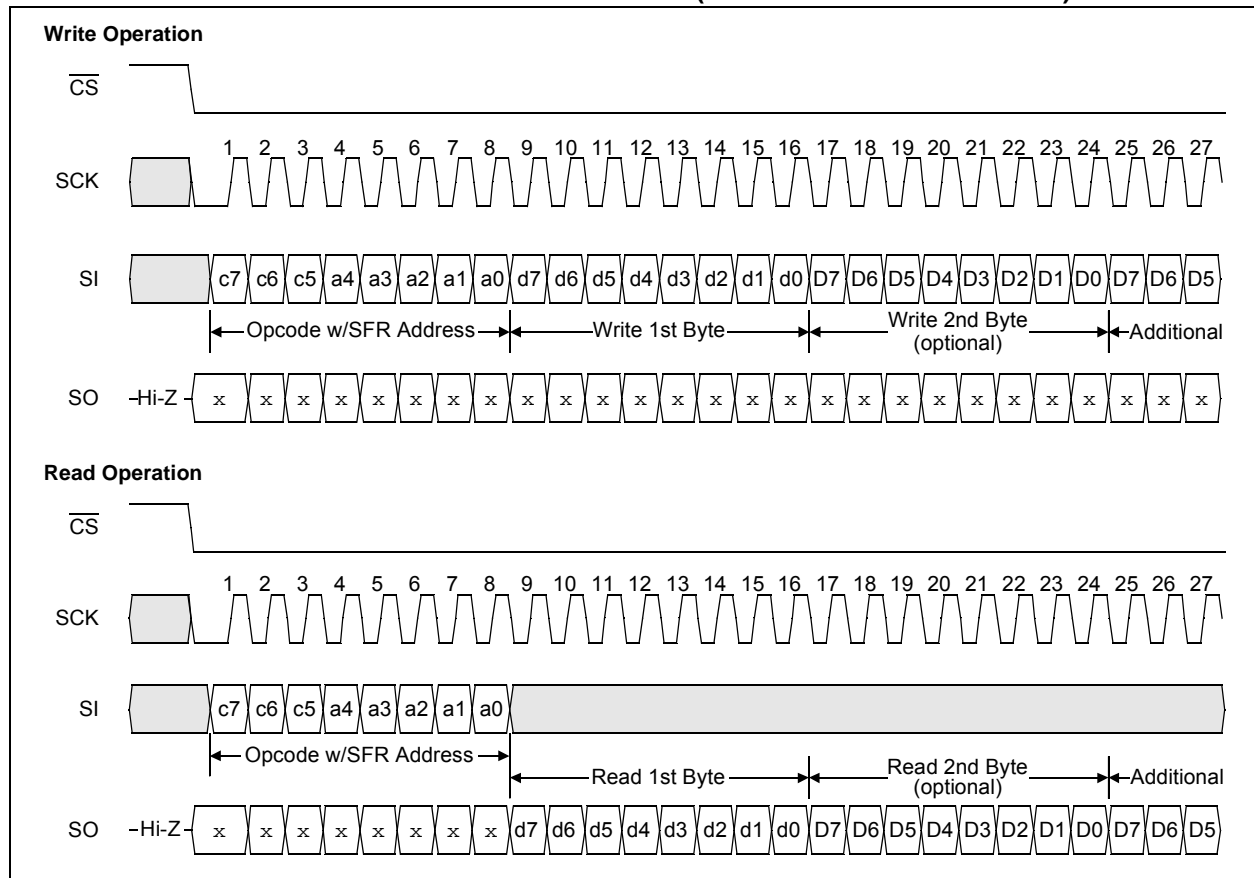 Write Operation
CS
1 2 3 4 5 6 7 8 9 10 11 12 13 14 15 16 17 18 19 20 21 22 23 24 25 26 27
SCK
SI c7 c6 c5 a4 a3 a2 a1 a0 d7 d6 d5 d4 d3 d2 d1 d0 D7 D6 D5 D4 D3 D2 D1 D0 D7 D6 D5
Opcode w/SFR Address Write 1st Byte Write 2nd Byte Additional
(optional)
SO Hi-Z x x x x x x x x x x x x x x x x x x x x x x x x x x x
Read Operation
CS
1 2 3 4 5 6 7 8 9 10 11 12 13 14 15 16 17 18 19 20 21 22 23 24 25 26 27
SCK
SI c7 c6 c5 a4 a3 a2 a1 a0
Opcode w/SFR Address Read 1st Byte Read 2nd Byte Additional
(optional)
SO Hi-Z x x x x x x x x d7 d6 d5 d4 d3 d2 d1 d0 D7 D6 D5 D4 D3 D2 D1 D0 D7 D6 D5